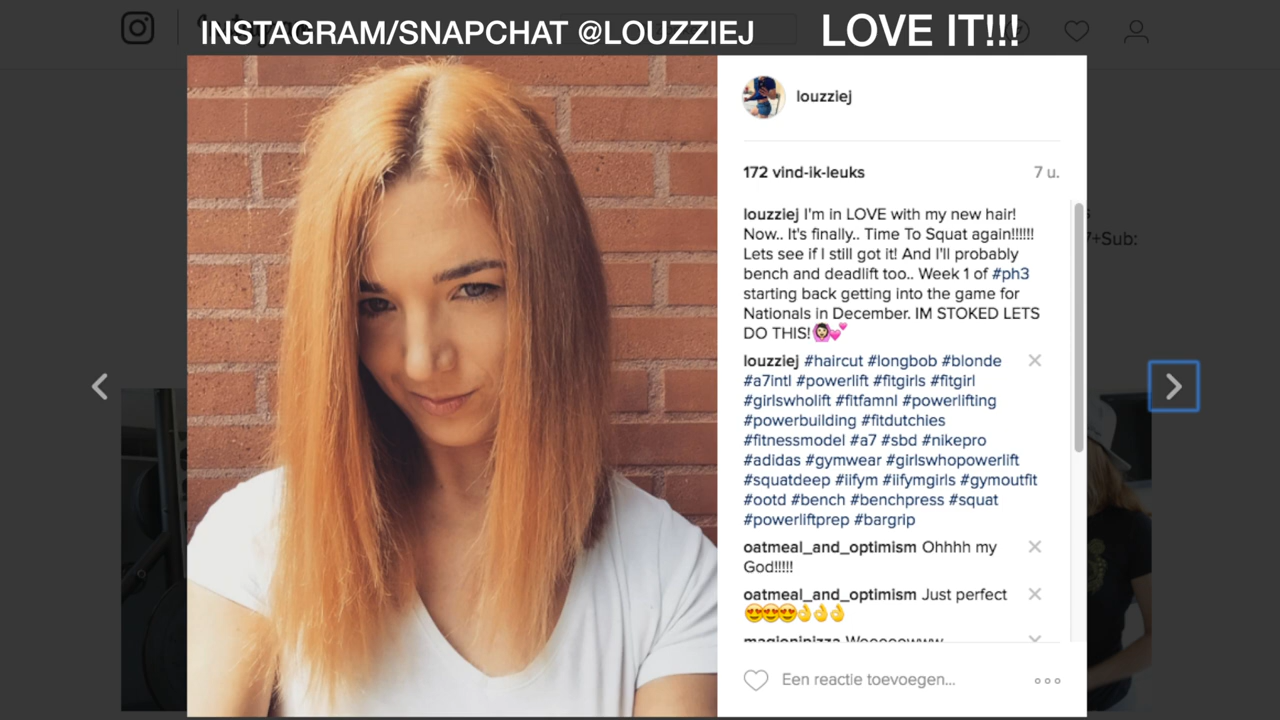 INSTAGRAM/SNAPCHAT @LOUZZIEJ LOVE IT!!!
louzziej
172 vind-ik-leuks 7 u.
louzziej I'm in LOVE with my new hair!
Now.. It's finally.. Time To Squat again!!!!!!
Lets see if I still got it! And I'll probably
bench and deadlift too.. Week 1 of #ph3
starting back getting into the game for
Nationals in December. IM STOKED LETS
DO THIS!🙆🏻💕
louzziej #haircut #longbob #blonde
#a7intl #powerlift #fitgirls #fitgirl
#girlswholift #fitfamnl #powerlifting
#powerbuilding #fitdutchies
#fitnessmodel #a7 #sbd #nikepro
#adidas #gymwear #girlswhopowerlift
#squatdeep #iifym #iifymgirls #gymoutfit
#ootd #bench #benchpress #squat
#powerliftprep #bargrip
oatmeal_and_optimism Ohhhh my
God!!!!!
oatmeal_and_optimism Just perfect
😍😍😍👌👌👌
Een reactie toevoegen...
+Sub: